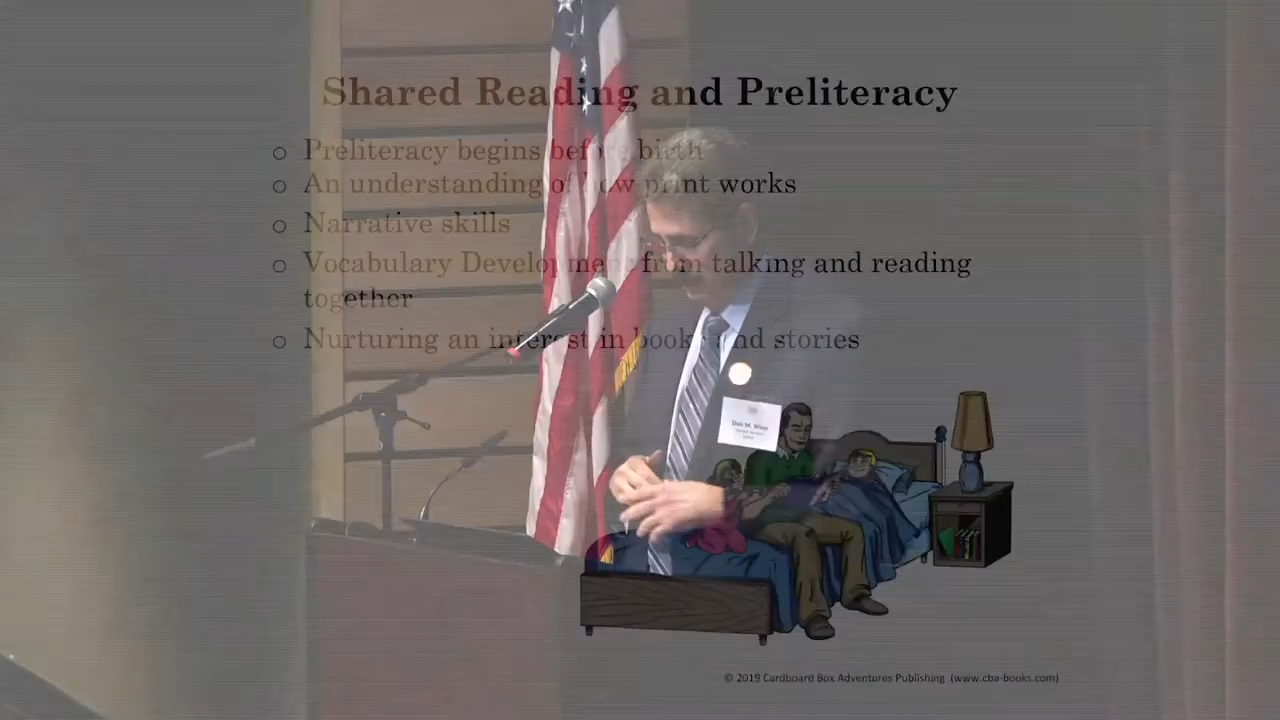 Shared Reading and Preliteracy
o Preliteracy begins before birth
o An understanding of how print works
o Narrative skills
o Vocabulary Development from talking and reading
together
o Nurturing an interest in books and stories
Don M. Winn
© 2019 Cardboard Box Adventures Publishing (www.cba-books.com)